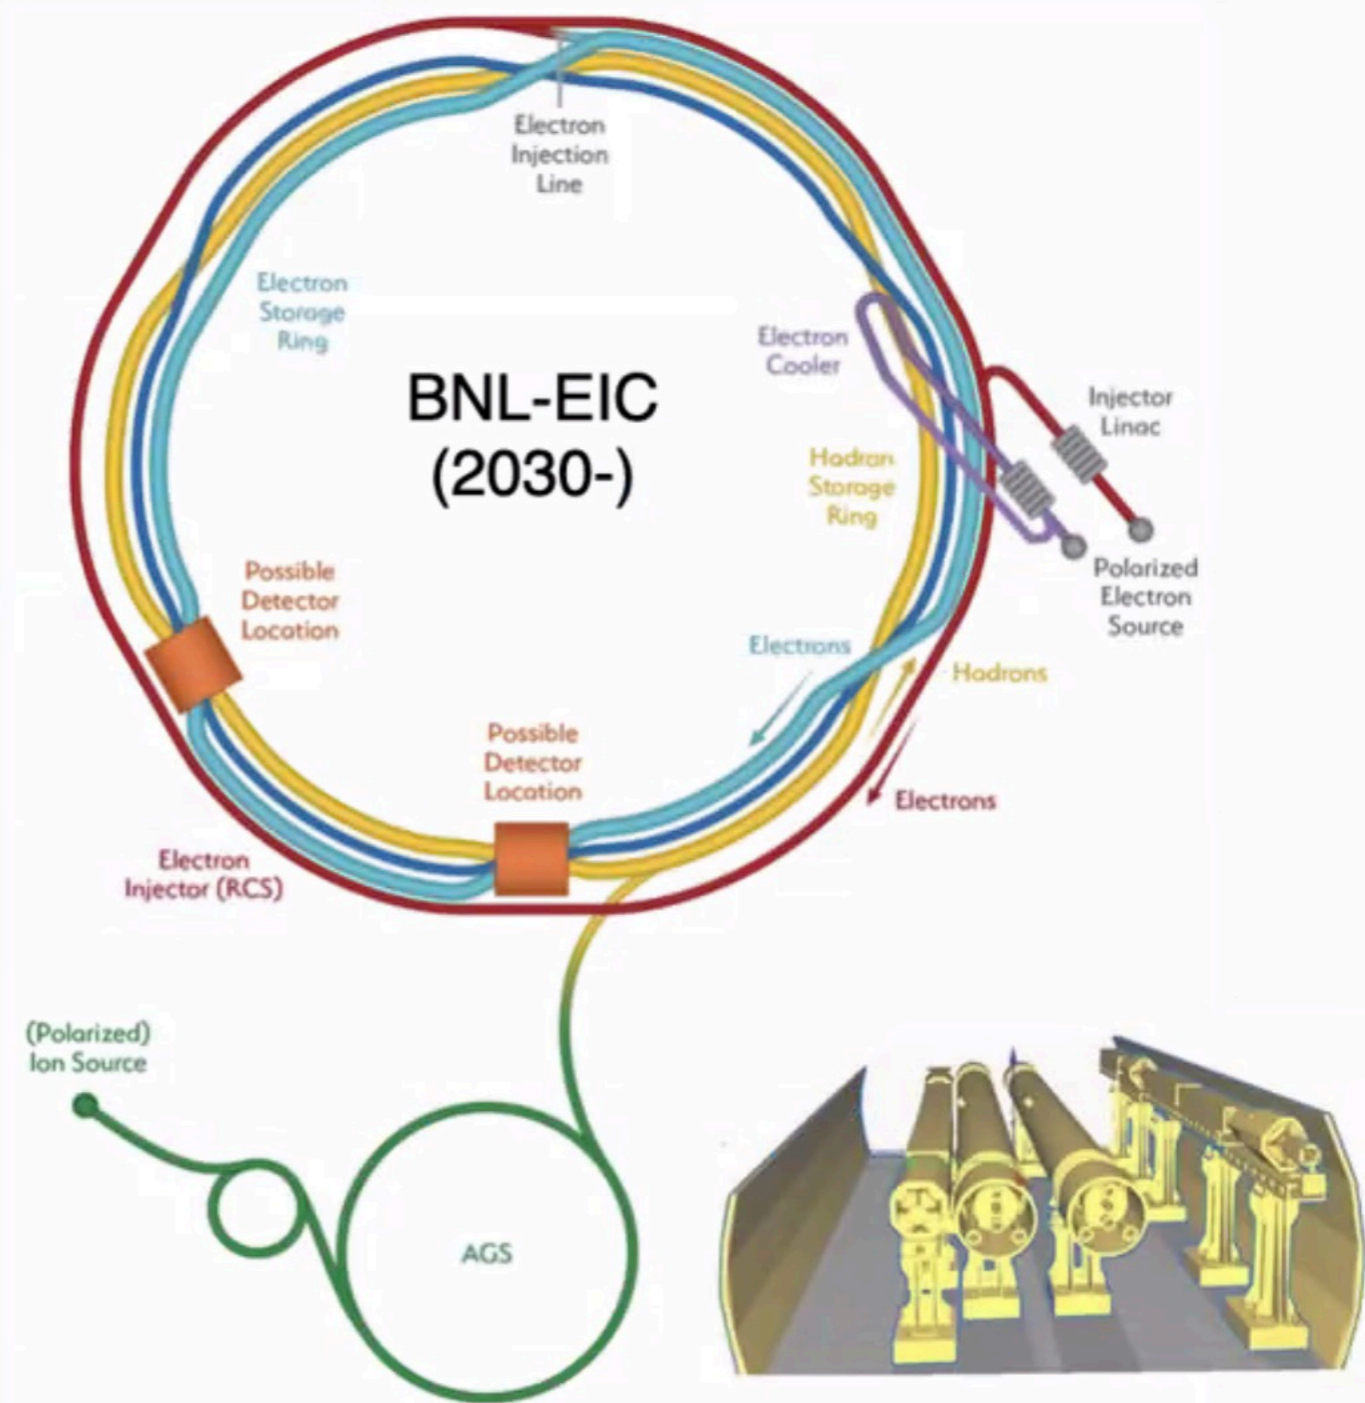 Electron
Injection
Line
Electron
Storage
Ring
BNL-EIC
(2030-)
Electron
Cooler
Injector
Linac
Hadron
Storage
Ring
Polarized
Electron
Source
Possible
Detector
Location
Electrons
Hadrons
Possible
Detector
Location
Electrons
Electron
Injector (RCS)
(Polarized)
Ion Source
AGS